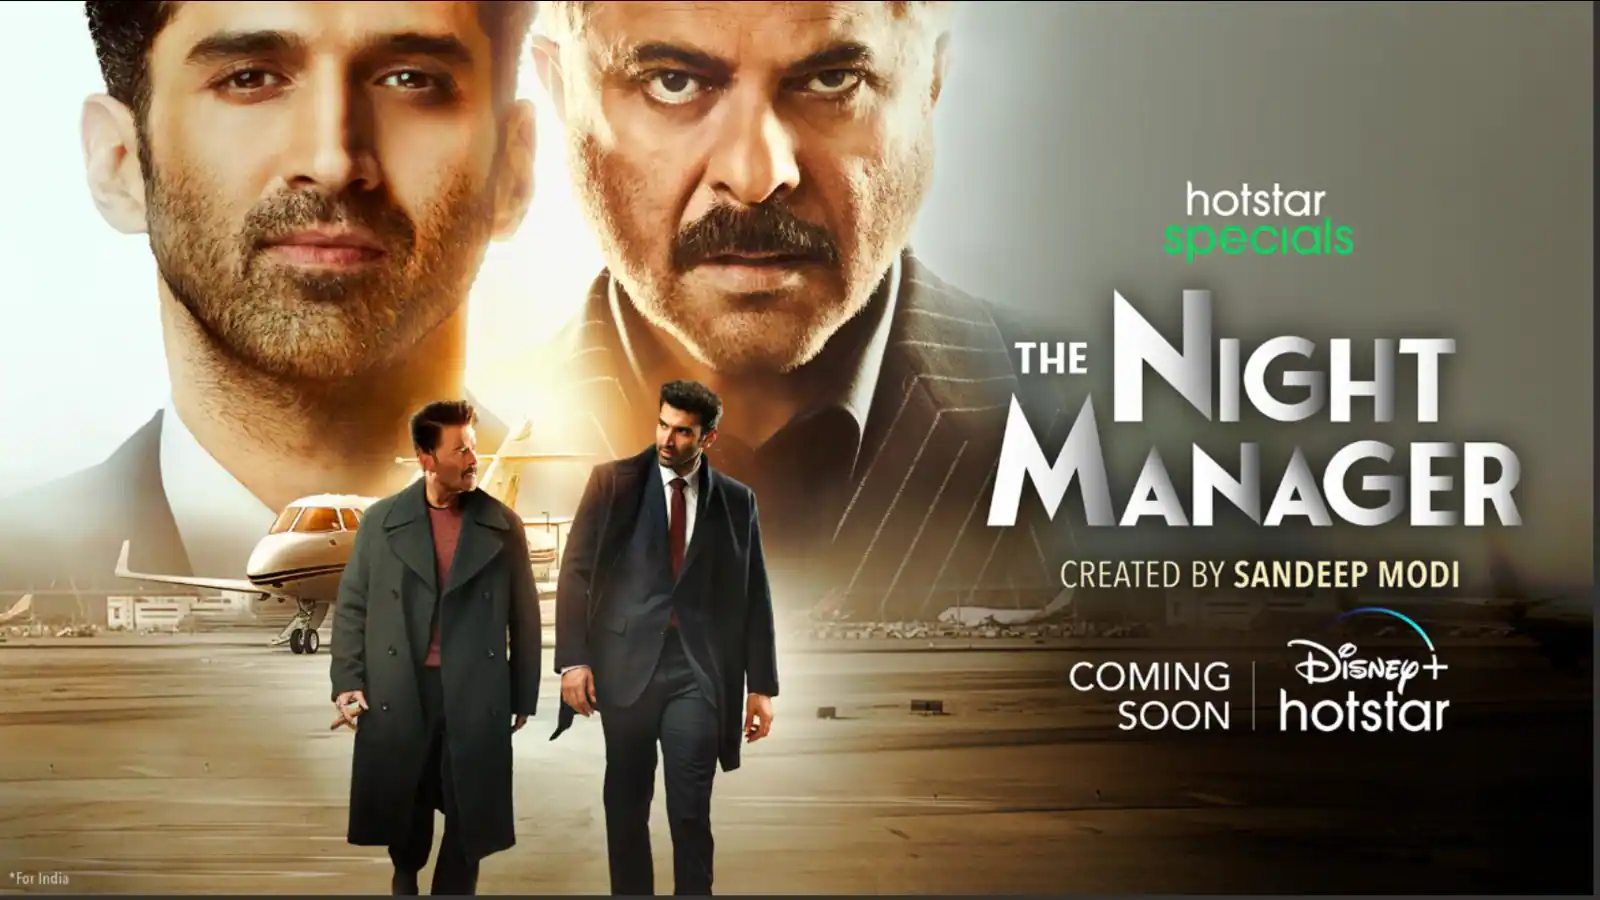 hotstar
specials
THE NIGHT
MANAGER
CREATED BY SANDEEP MODI
COMING
SOON
Disney+
hotstar
*For India